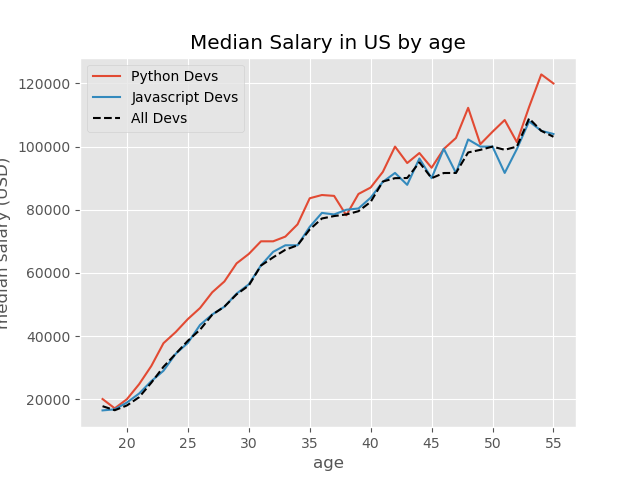 Median Salary in US by age
Python Devs
Javascript Devs
All Devs
120000
100000
80000
60000
40000
20000
median salary (USD)
20 25 30 35 40 45 50 55
age